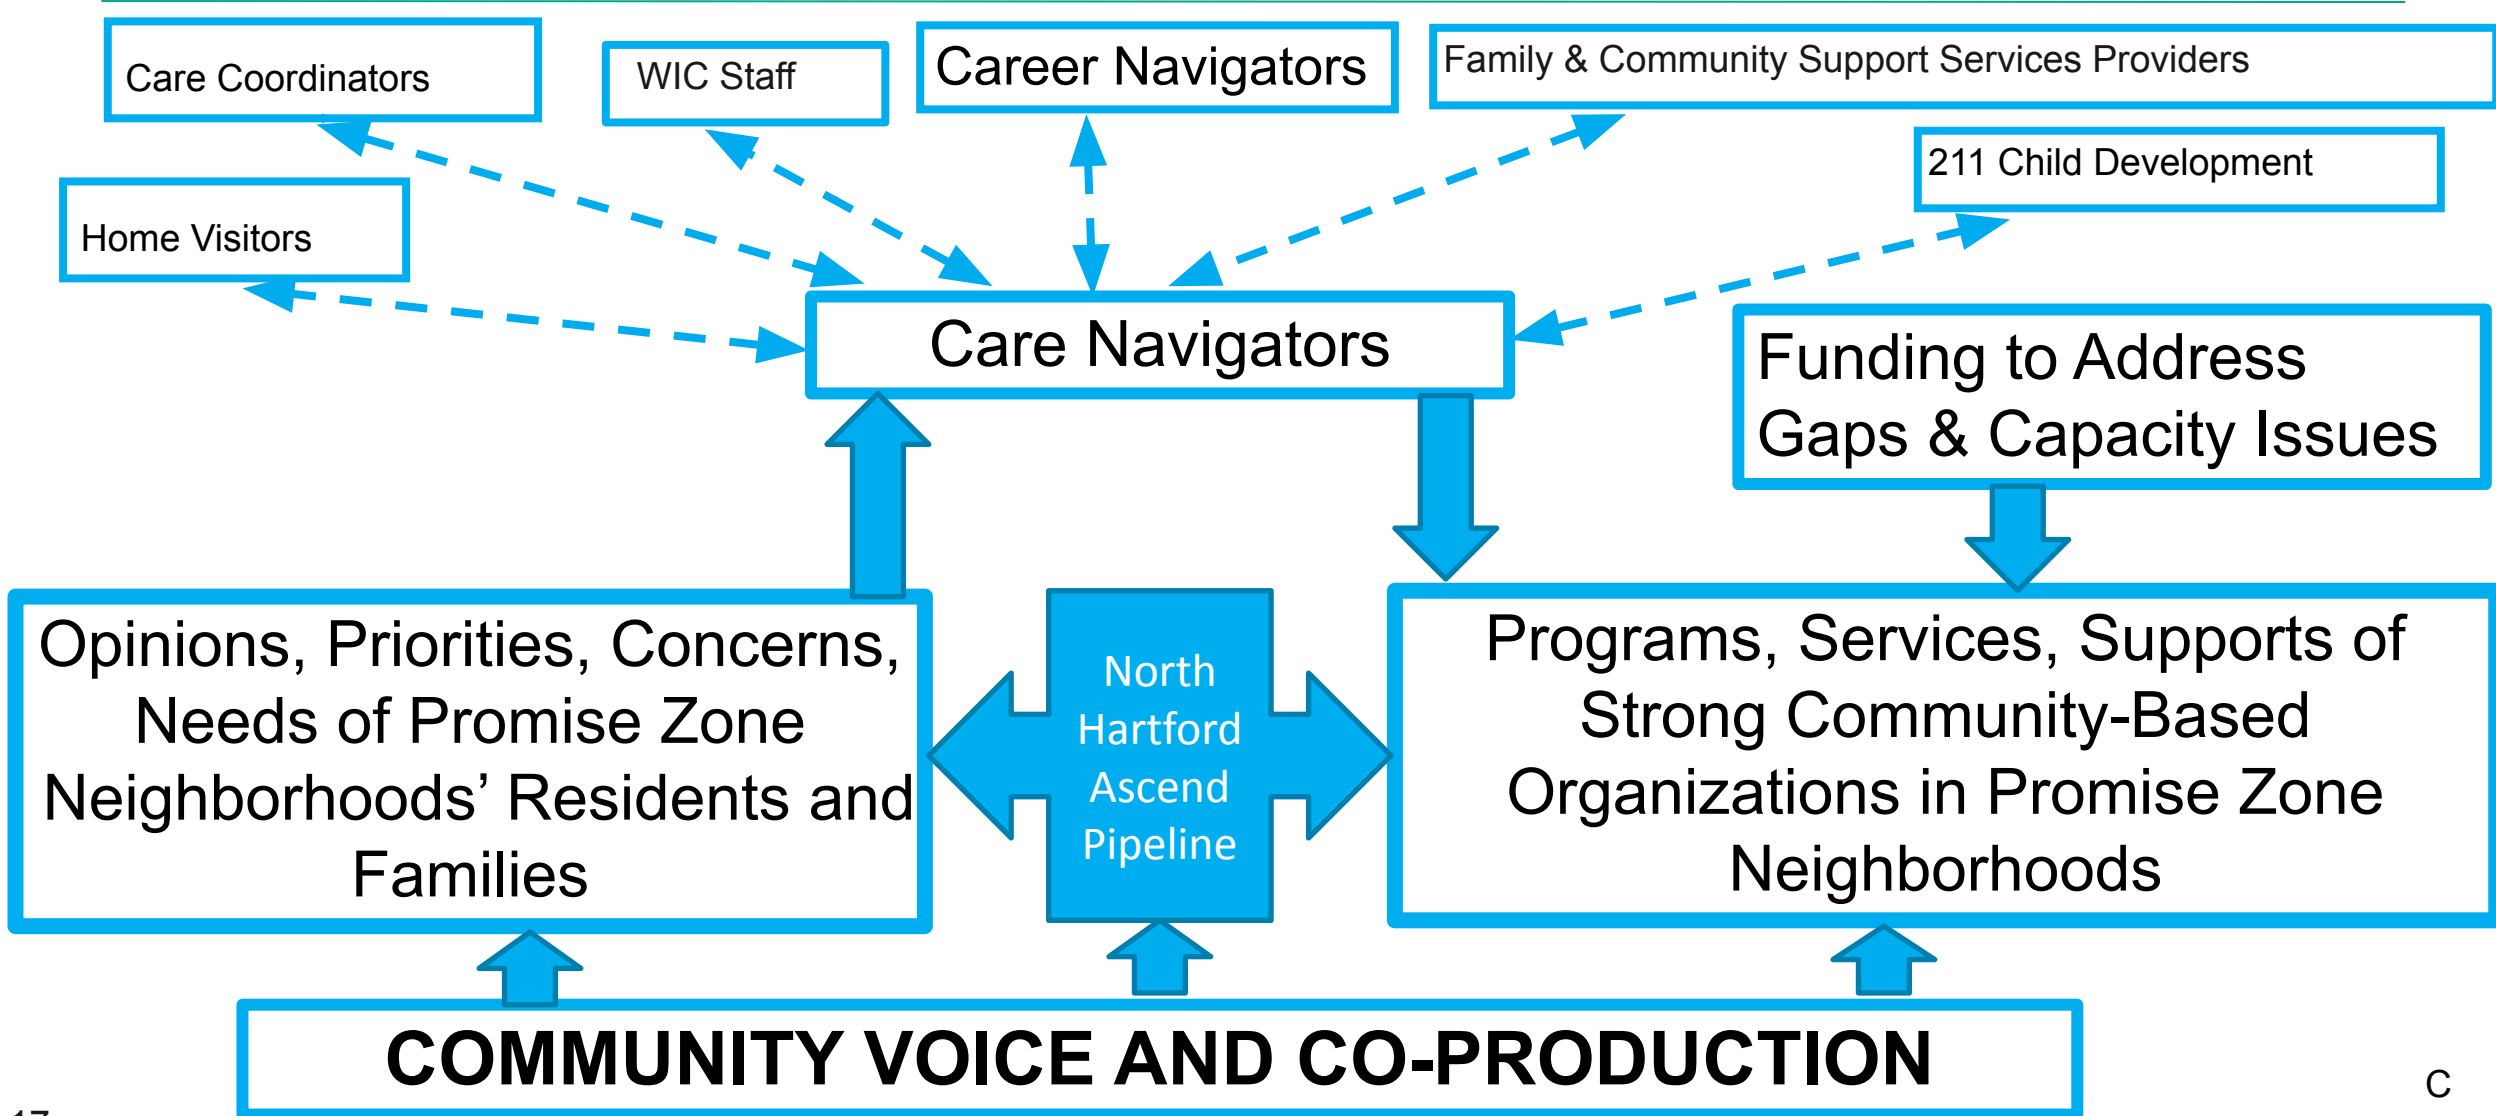 Care Coordinators
WIC Staff
Career Navigators
Family & Community Support Services Providers
211 Child Development
Home Visitors
Care Navigators
Funding to Address
Gaps & Capacity Issues
Opinions, Priorities, Concerns,
Needs of Promise Zone
Neighborhoods’ Residents and
Families
North
Hartford
Ascend
Pipeline
Programs, Services, Supports of
Strong Community-Based
Organizations in Promise Zone
Neighborhoods
COMMUNITY VOICE AND CO-PRODUCTION
C
17